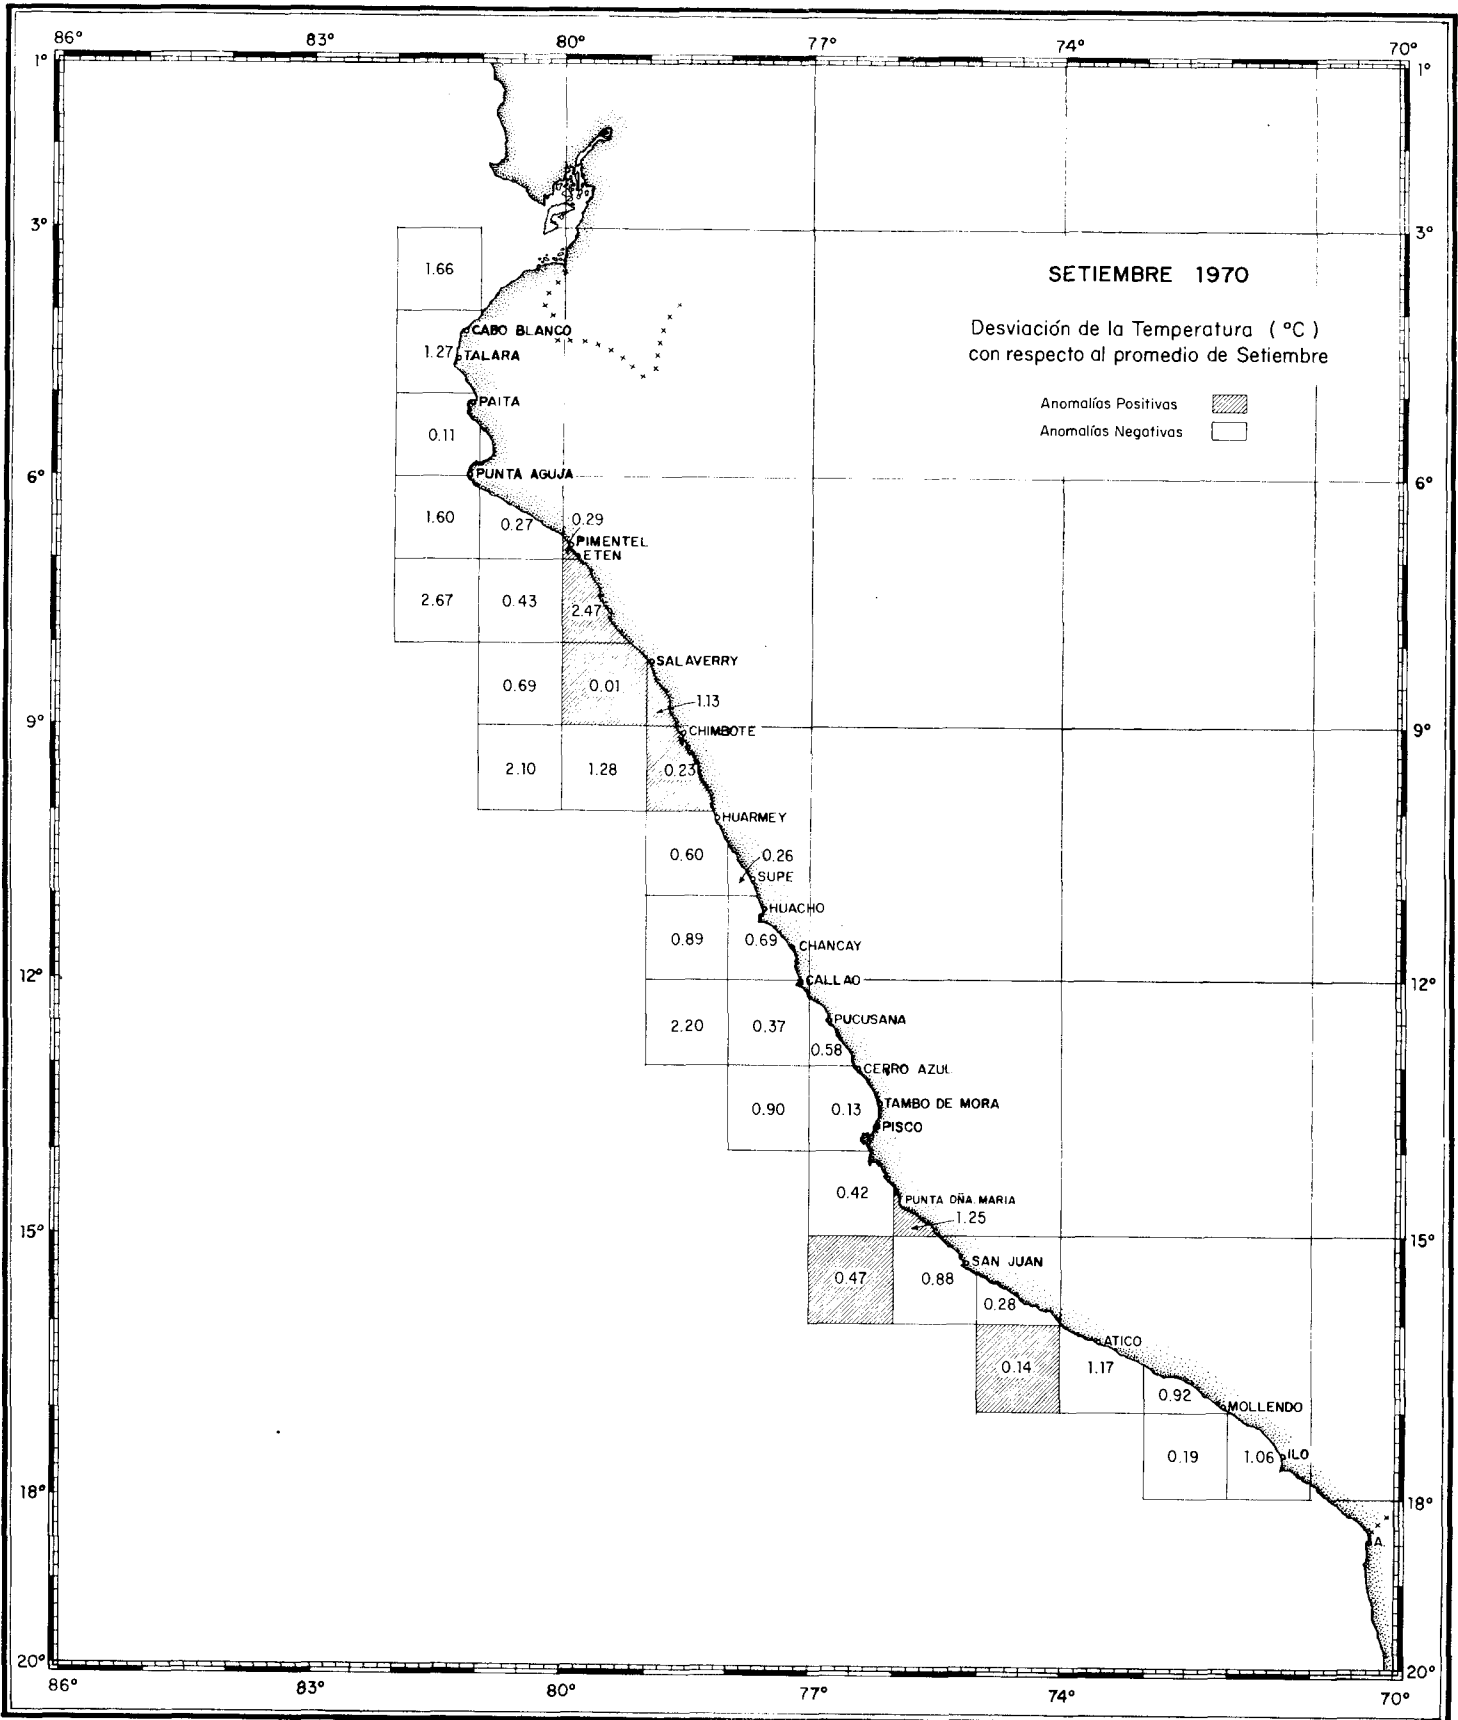 86° 83° 80° 77° 74° 70°
1° 1°
3° 3°
1.66
SETIEMBRE 1970
Desviación de la Temperatura (°C)
con respecto al promedio de Setiembre
CABO BLANCO
1.27 TALARA
PAITA
Anomalías Positivas
Anomalías Negativas
0.11
6° PUNTA AGUJA 6°
1.60 0.27 0.29
PIMENTEL
ETEN
2.67 0.43 2.47
SALAVERRY
0.69 0.01 1.13
9° CHIMBOTE 9°
2.10 1.28 0.23
HUARMEY
0.60 0.26
SUPE
HUACHO
0.89 0.69 CHANCAY
12° CALLAO 12°
2.20 0.37 PUCUSANA
0.58
CERRO AZUL
0.90 0.13 TAMBO DE MORA
PISCO
0.42 PUNTA DÑA. MARIA
1.25
15° 15°
0.47 0.88 SAN JUAN
0.28
ATICO
0.14 1.17
0.92 MOLLENDO
0.19 1.06 ILO
18° 18°
A.
20° 20°
86° 83° 80° 77° 74° 70°